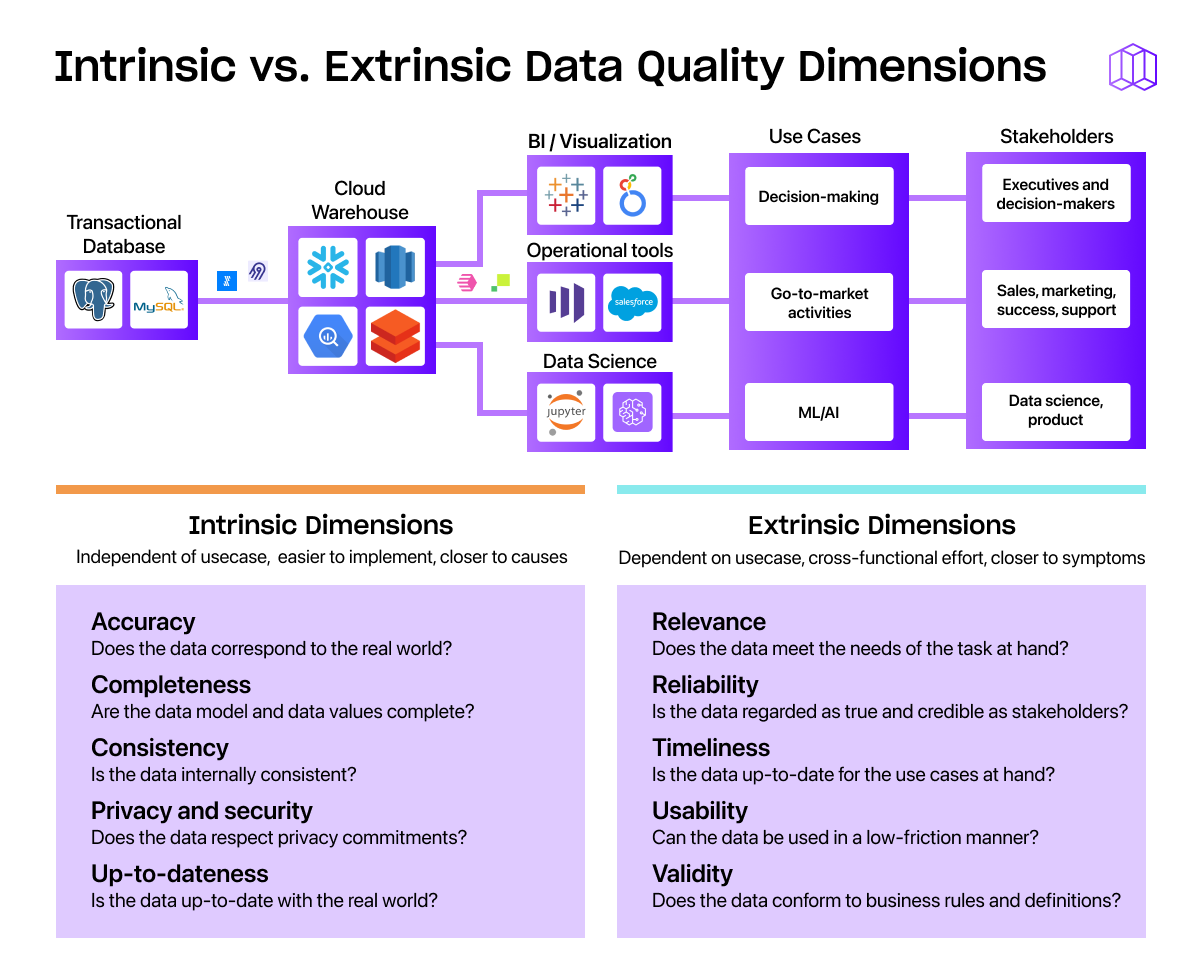 Intrinsic vs. Extrinsic Data Quality Dimensions
Transactional
Database
MySQL
Cloud
Warehouse
BI / Visualization
Operational tools
salesforce
Data Science
jupyter
Use Cases
Decision-making
Go-to-market
activities
ML/AI
Stakeholders
Executives and
decision-makers
Sales, marketing,
success, support
Data science,
product
Intrinsic Dimensions
Independent of usecase, easier to implement, closer to causes
Accuracy
Does the data correspond to the real world?
Completeness
Are the data model and data values complete?
Consistency
Is the data internally consistent?
Privacy and security
Does the data respect privacy commitments?
Up-to-dateness
Is the data up-to-date with the real world?
Extrinsic Dimensions
Dependent on usecase, cross-functional effort, closer to symptoms
Relevance
Does the data meet the needs of the task at hand?
Reliability
Is the data regarded as true and credible as stakeholders?
Timeliness
Is the data up-to-date for the use cases at hand?
Usability
Can the data be used in a low-friction manner?
Validity
Does the data conform to business rules and definitions?